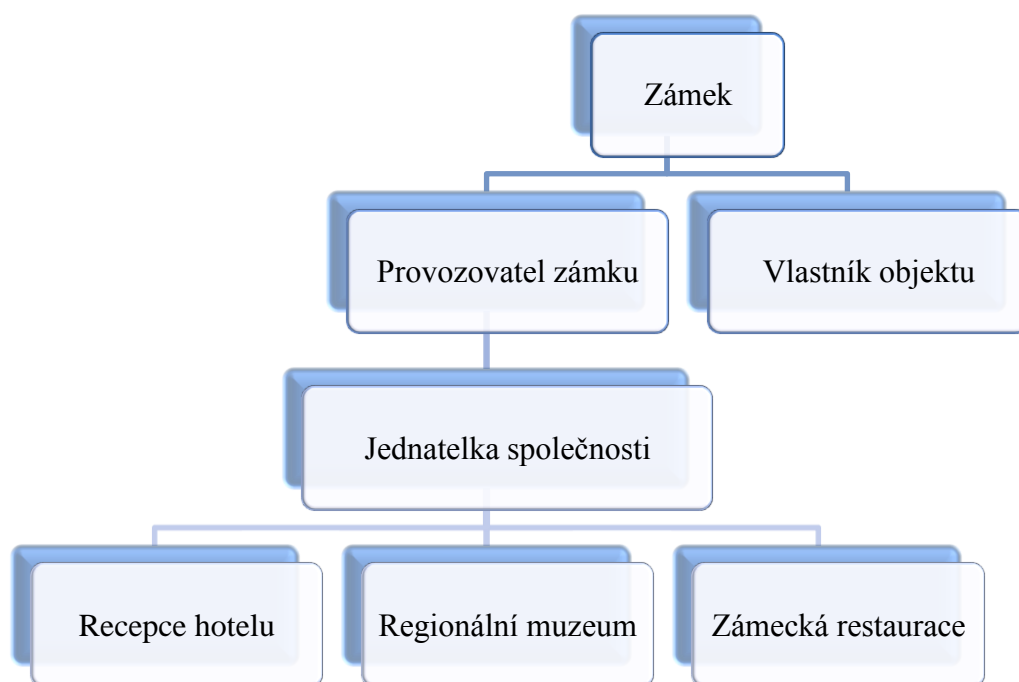 Zámek
Provozovatel zámku
Vlastník objektu
Jednatelka společnosti
Recepce hotelu
Regionální muzeum
Zámecká restaurace